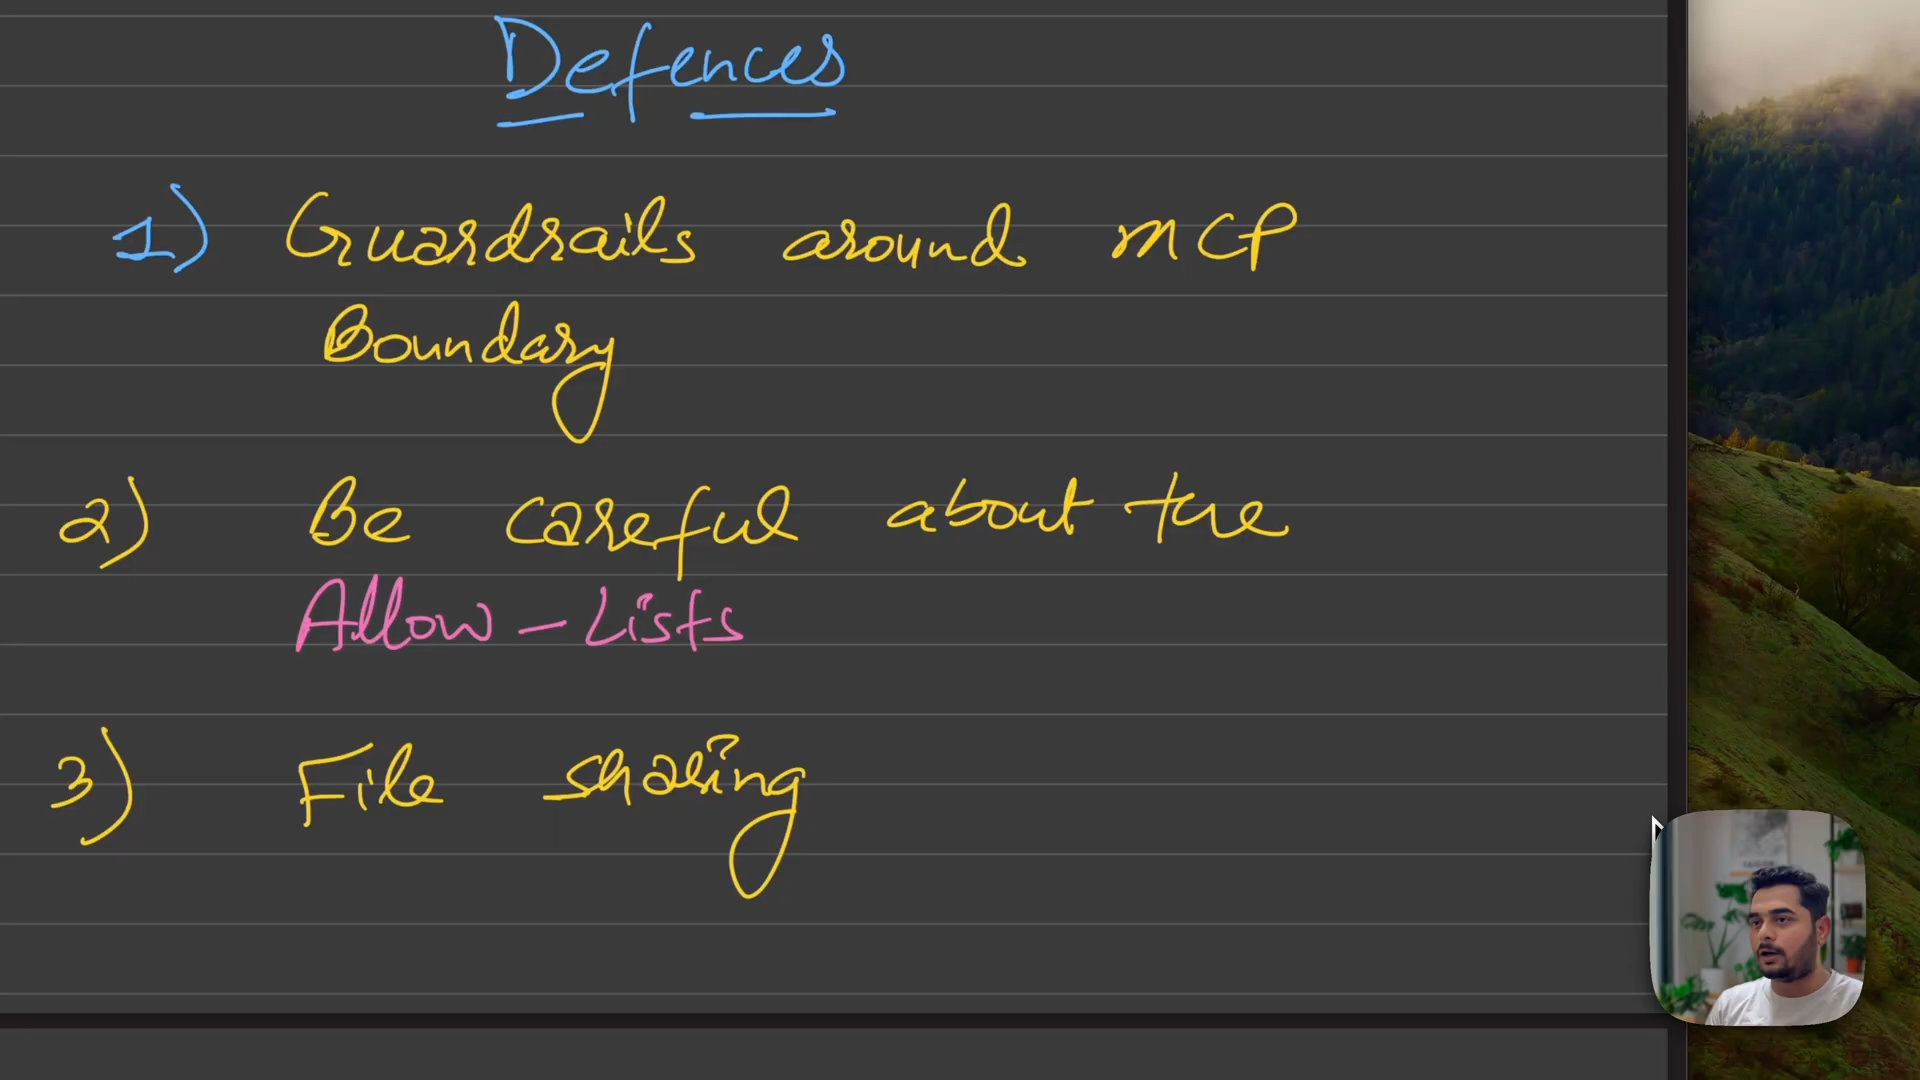 Defences
1) Guardrails around MCP
Boundary
2) Be careful about the
Allow-Lists
3) File sharing